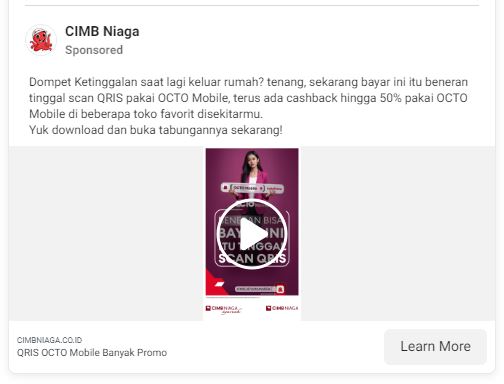 CIMB Niaga
Sponsored
Dompet Ketinggalan saat lagi keluar rumah? tenang, sekarang bayar ini itu beneran
tinggal scan QRIS pakai OCTO Mobile, terus ada cashback hingga 50% pakai OCTO
Mobile di beberapa toko favorit disekitarmu.
Yuk download dan buka tabungannya sekarang!
OCTO Mobile
BENERAN BISA
BAYAR INI
ITU TINGGAL
SCAN QRIS
CIMB NIAGA
Syariah
CIMB NIAGA
CIMBNIAGA.CO.ID
QRIS OCTO Mobile Banyak Promo
Learn More